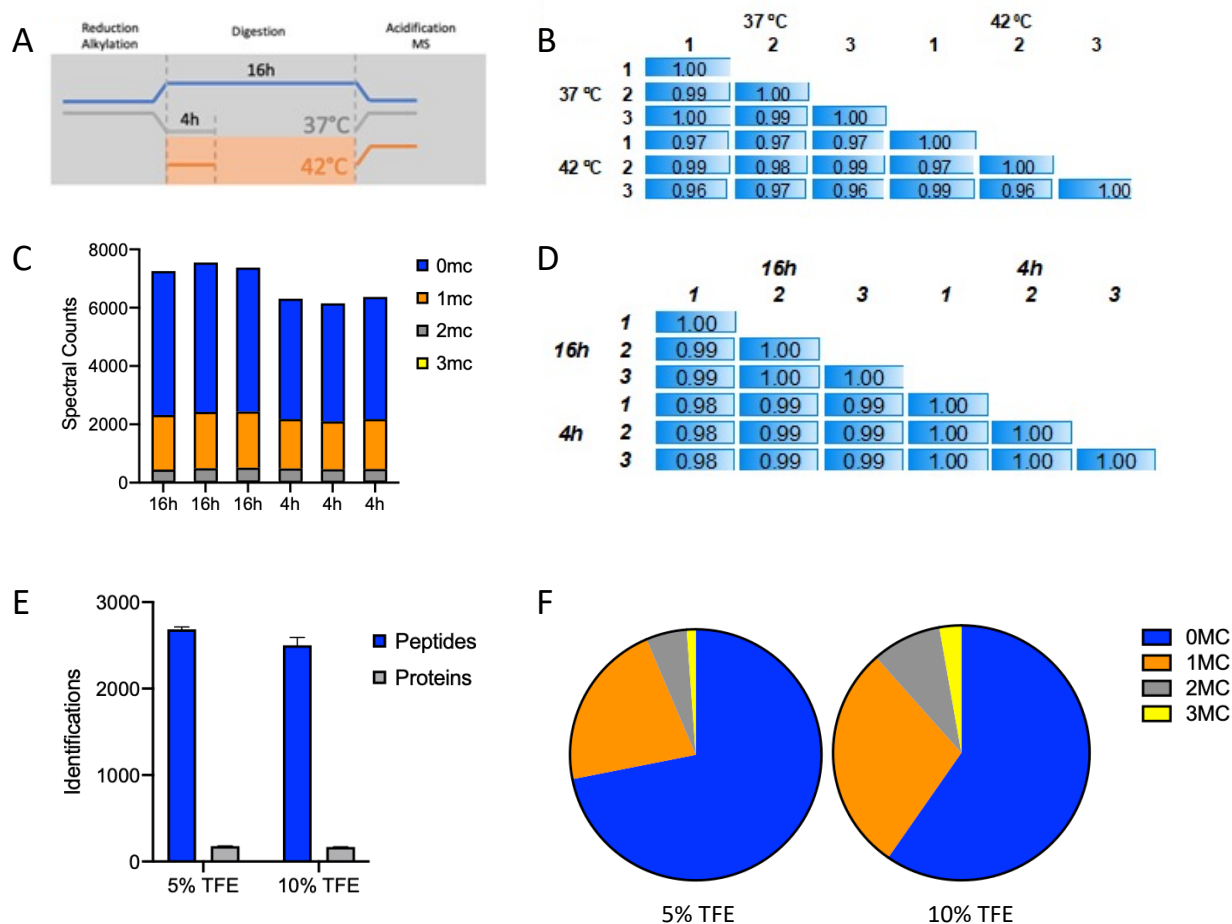 A
Reduction
Alkylation
Digestion
Acidification
MS
16h
4h
37°C
42°C
B
37 ºC 42 ºC
1 2 3 1 2 3
1 1.00
37 ºC 2 0.99 1.00
3 1.00 0.99 1.00
1 0.97 0.97 0.97 1.00
42 ºC 2 0.99 0.98 0.99 0.97 1.00
3 0.96 0.97 0.96 0.99 0.96 1.00
C
8000
6000
4000
2000
0
Spectral Counts
16h 16h 16h 4h 4h 4h
0mc
1mc
2mc
3mc
D
16h 4h
1 2 3 1 2 3
1 1.00
16h 2 0.99 1.00
3 0.99 1.00 1.00
1 0.98 0.99 0.99 1.00
4h 2 0.98 0.99 0.99 1.00 1.00
3 0.98 0.99 0.99 1.00 1.00 1.00
E
3000
2000
1000
0
Identifications
5% TFE 10% TFE
Peptides
Proteins
F
0MC
1MC
2MC
3MC
5% TFE 10% TFE